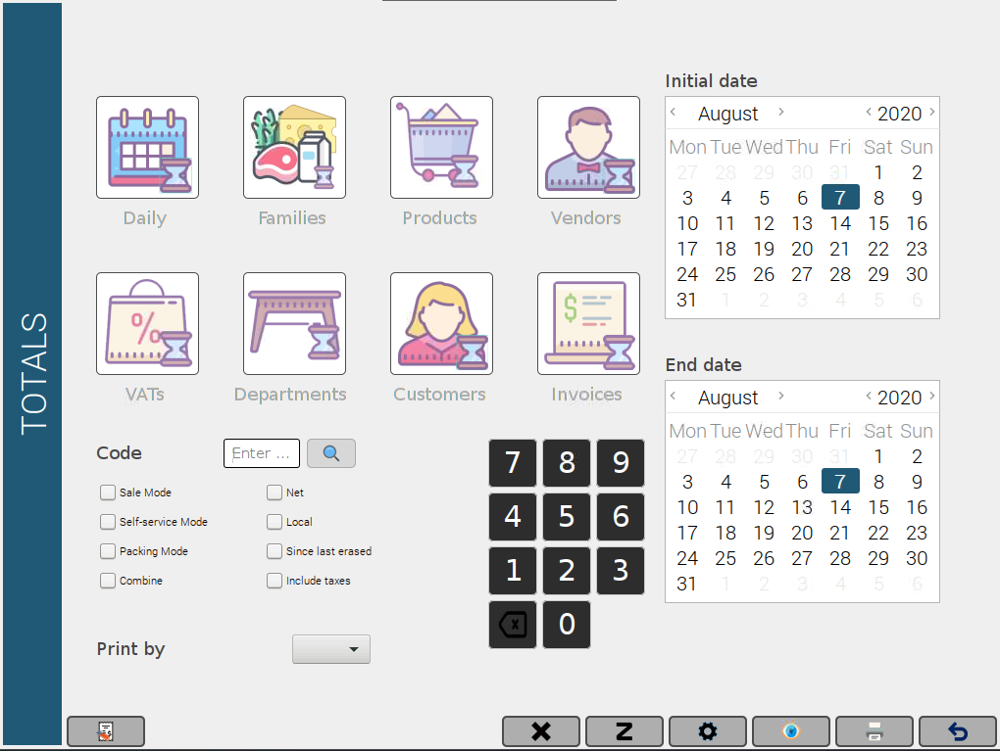 TOTALS
Daily
Families
Products
Vendors
VATs
Departments
Customers
Invoices
Initial date
August 2020
Mon Tue Wed Thu Fri Sat Sun
27 28 29 30 31 1 2
3 4 5 6 7 8 9
10 11 12 13 14 15 16
17 18 19 20 21 22 23
24 25 26 27 28 29 30
31 1 2 3 4 5 6
End date
August 2020
Mon Tue Wed Thu Fri Sat Sun
27 28 29 30 31 1 2
3 4 5 6 7 8 9
10 11 12 13 14 15 16
17 18 19 20 21 22 23
24 25 26 27 28 29 30
31 1 2 3 4 5 6
Code Enter ...
Sale Mode
Net
Self-service Mode
Local
Packing Mode
Since last erased
Combine
Include taxes
Print by
7 8 9
4 5 6
1 2 3
0
Z